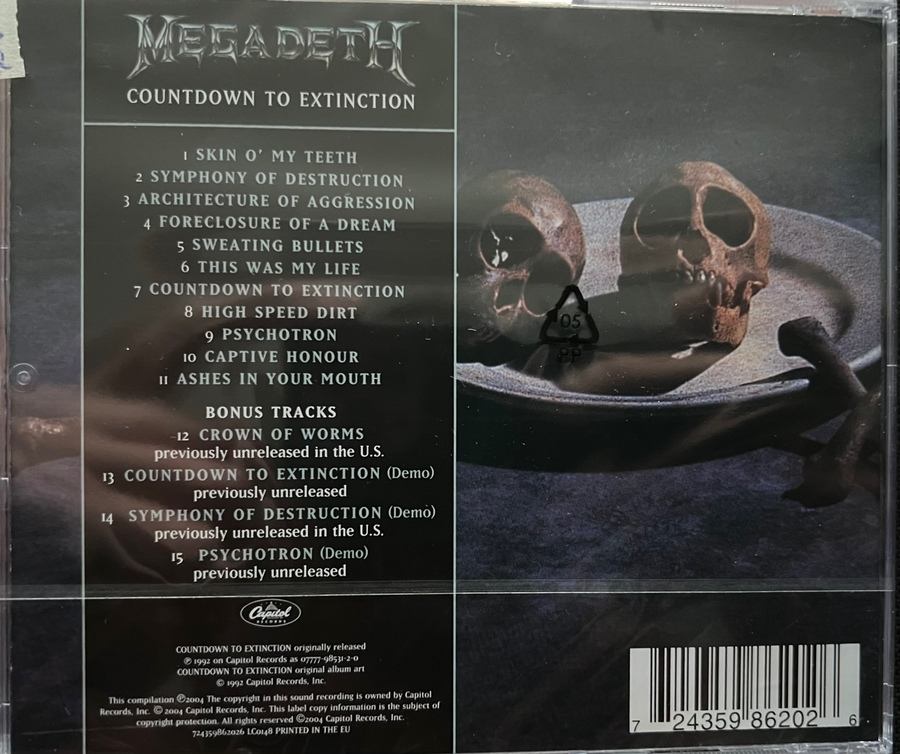 MEGADETH
COUNTDOWN TO EXTINCTION
1 SKIN O' MY TEETH
2 SYMPHONY OF DESTRUCTION
3 ARCHITECTURE OF AGGRESSION
4 FORECLOSURE OF A DREAM
5 SWEATING BULLETS
6 THIS WAS MY LIFE
7 COUNTDOWN TO EXTINCTION
8 HIGH SPEED DIRT
9 PSYCHOTRON
10 CAPTIVE HONOUR
11 ASHES IN YOUR MOUTH
BONUS TRACKS
12 CROWN OF WORMS
previously unreleased in the U.S.
13 COUNTDOWN TO EXTINCTION (Demo)
previously unreleased
14 SYMPHONY OF DESTRUCTION (Demo)
previously unreleased in the U.S.
15 PSYCHOTRON (Demo)
previously unreleased
Capitol
RECORDS
COUNTDOWN TO EXTINCTION originally released
℗ 1992 on Capitol Records as 07777-98531-2-0
COUNTDOWN TO EXTINCTION original album art
© 1992 Capitol Records, Inc.
This compilation ℗2004 The copyright in this sound recording is owned by Capitol
Records, Inc. © 2004 Capitol Records, Inc. This label copy information is the subject of
copyright protection. All rights reserved ©2004 Capitol Records, Inc.
724359862026 LC0148 PRINTED IN THE EU
05
PP
7 24359 86202 6